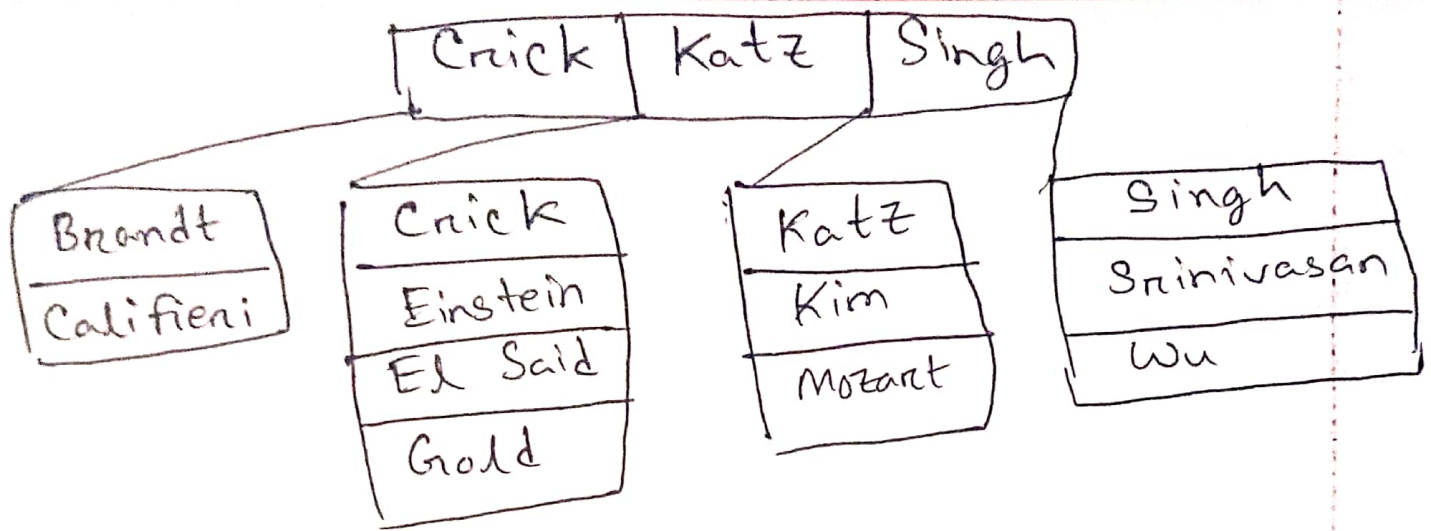 Crick Katz Singh
Brandt
Califieri
Crick
Einstein
El Said
Gold
Katz
Kim
Mozart
Singh
Srinivasan
Wu